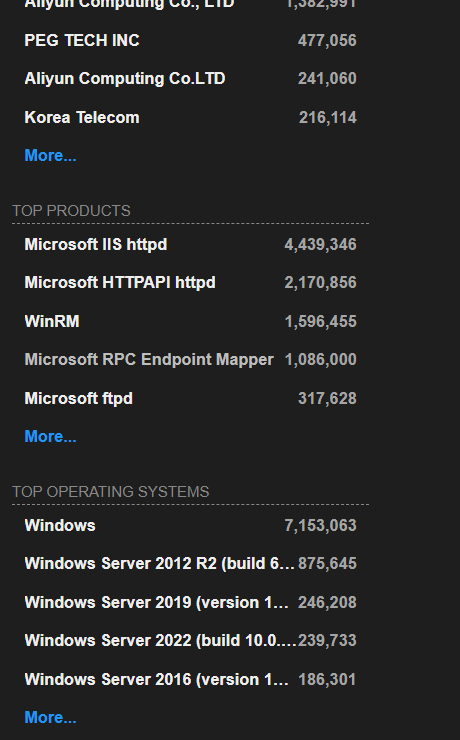 Aliyun Computing Co., LTD 1,382,991
PEG TECH INC 477,056
Aliyun Computing Co.LTD 241,060
Korea Telecom 216,114
More...
TOP PRODUCTS
Microsoft IIS httpd 4,439,346
Microsoft HTTPAPI httpd 2,170,856
WinRM 1,596,455
Microsoft RPC Endpoint Mapper 1,086,000
Microsoft ftpd 317,628
More...
TOP OPERATING SYSTEMS
Windows 7,153,063
Windows Server 2012 R2 (build 6... 875,645
Windows Server 2019 (version 1... 246,208
Windows Server 2022 (build 10.0.... 239,733
Windows Server 2016 (version 1... 186,301
More...